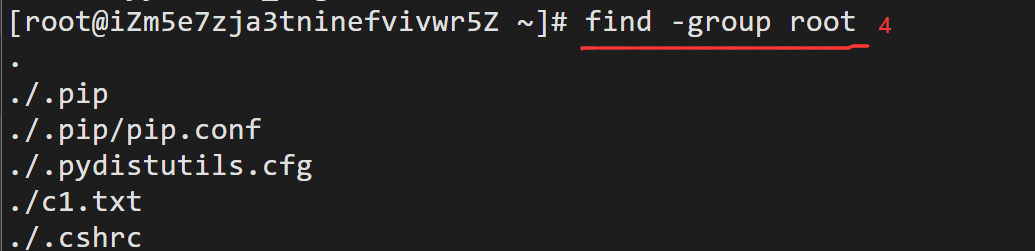 [root@iZm5e7zja3tninefvivwr5Z ~]# find -group root 4
.
./.pip
./.pip/pip.conf
./.pydistutils.cfg
./c1.txt
./.cshrc